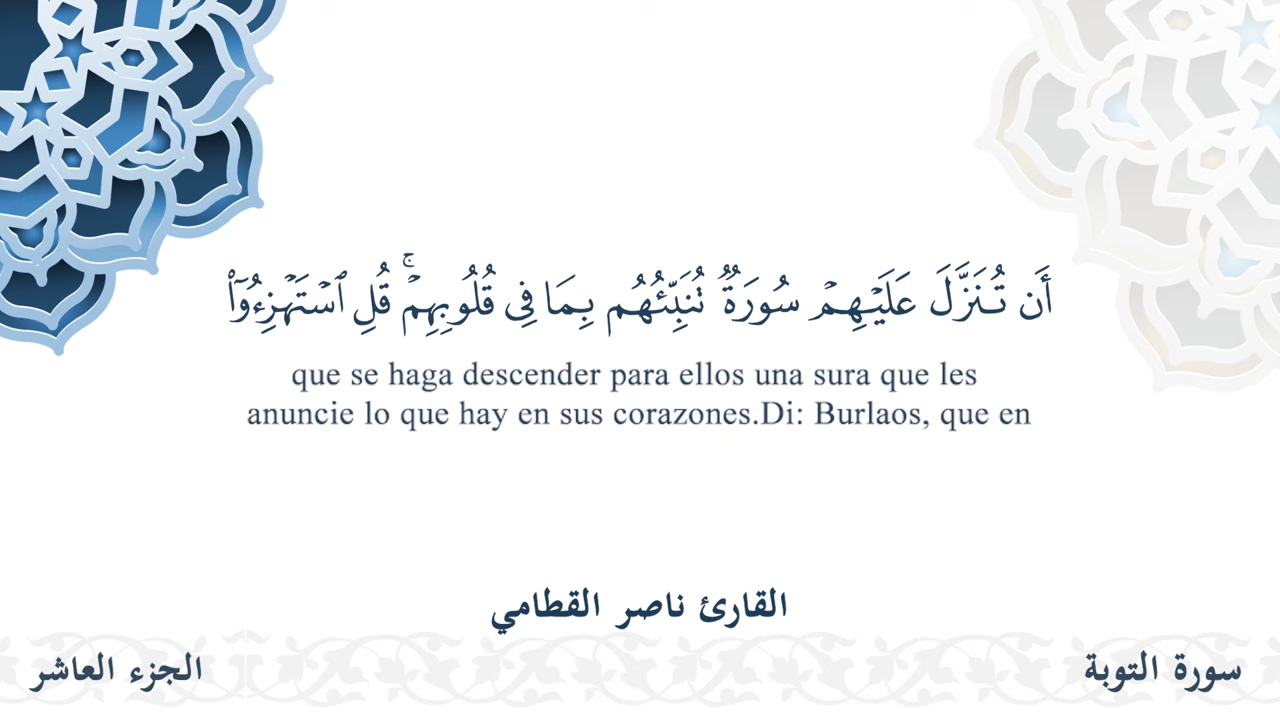 أَن تُنَزَّلَ عَلَيۡهِمۡ سُورَةٞ تُنَبِّئُهُم بِمَا فِي قُلُوبِهِمۡۚ قُلِ ٱسۡتَهۡزِءُوٓاْ
que se haga descender para ellos una sura que les
anuncie lo que hay en sus corazones.Di: Burlaos, que en
القارئ ناصر القطامي
سورة التوبة
الجزء العاشر